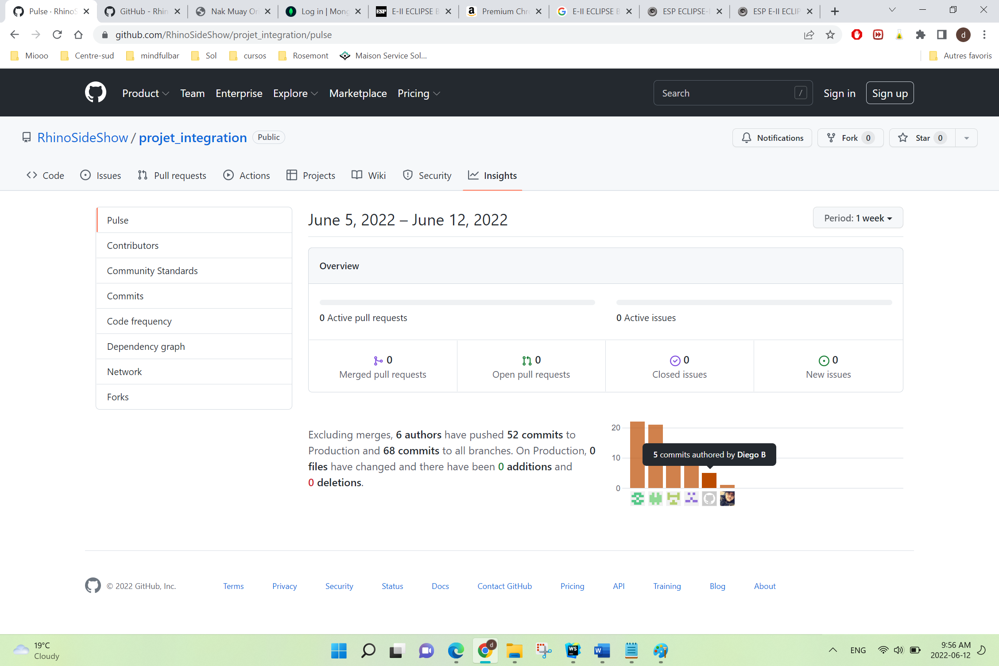 Pulse · RhinoS
GitHub - Rhin
Nak Muay Ori
Log in | Mong
E-II ECLIPSE B
Premium Chr
E-II ECLIPSE B
ESP ECLIPSE-
ESP E-II ECLIP
github.com/RhinoSideShow/projet_integration/pulse
d
Miooo
Centre-sud
mindfulbar
Sol
cursos
Rosemont
Maison Service Sol...
Autres favoris
Product
Team
Enterprise
Explore
Marketplace
Pricing
Search
/
Sign in
Sign up
RhinoSideShow / projet_integration
Public
Notifications
Fork 0
Star 0
Code
Issues
Pull requests
Actions
Projects
Wiki
Security
Insights
Pulse
Contributors
Community Standards
Commits
Code frequency
Dependency graph
Network
Forks
June 5, 2022 – June 12, 2022
Period: 1 week
Overview
0 Active pull requests
0 Active issues
0
Merged pull requests
0
Open pull requests
0
Closed issues
0
New issues
Excluding merges, 6 authors have pushed 52 commits to
Production and 68 commits to all branches. On Production, 0
files have changed and there have been 0 additions and
0 deletions.
20
10
0
5 commits authored by Diego B
© 2022 GitHub, Inc.
Terms
Privacy
Security
Status
Docs
Contact GitHub
Pricing
API
Training
Blog
About
19°C
Cloudy
d
WS
W
ENG
9:56 AM
2022-06-12